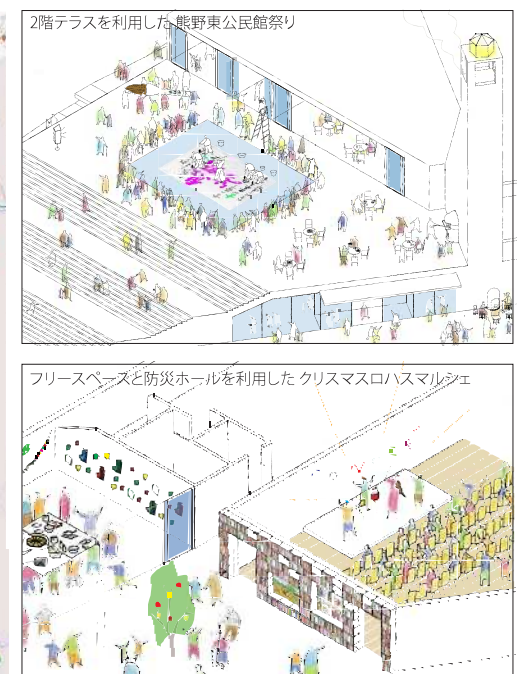 2階テラスを利用した 熊野東公民館祭り
フリースペースと防災ホールを利用した クリスマスロハスマルシェ